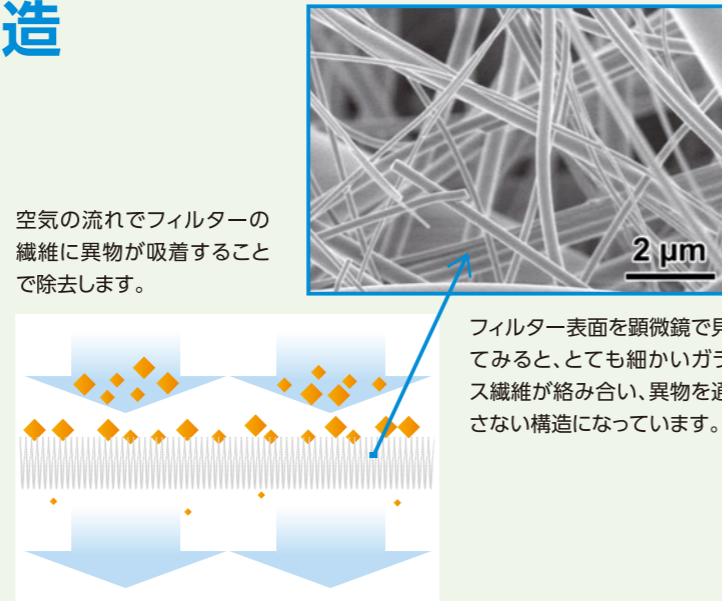 造
2 μm
空気の流れでフィルターの
繊維に異物が吸着すること
で除去します。
フィルター表面を顕微鏡で見
てみると、とても細かいガラ
ス繊維が絡み合い、異物を通
さない構造になっています。